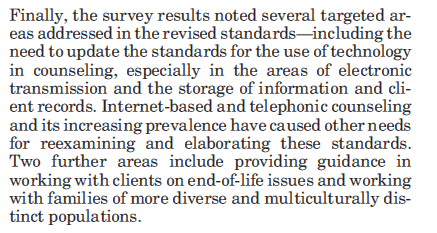 Finally, the survey results noted several targeted ar-
eas addressed in the revised standards—including the
need to update the standards for the use of technology
in counseling, especially in the areas of electronic
transmission and the storage of information and cli-
ent records. Internet-based and telephonic counseling
and its increasing prevalence have caused other needs
for reexamining and elaborating these standards.
Two further areas include providing guidance in
working with clients on end-of-life issues and working
with families of more diverse and multiculturally dis-
tinct populations.